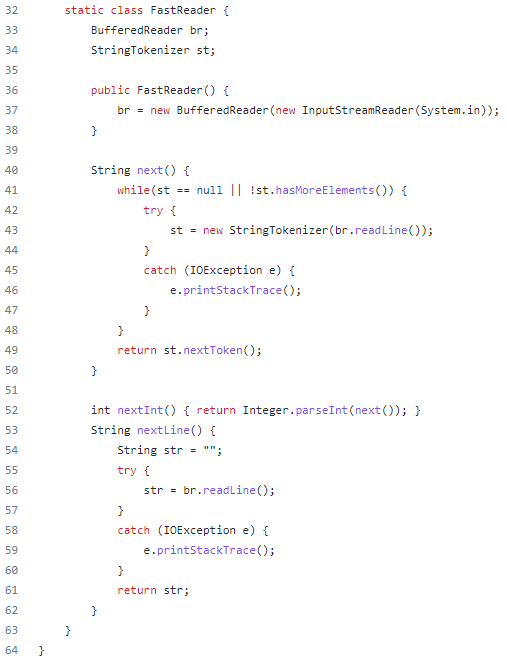 32 static class FastReader {
33 BufferedReader br;
34 StringTokenizer st;
35
36 public FastReader() {
37 br = new BufferedReader(new InputStreamReader(System.in));
38 }
39
40 String next() {
41 while(st == null || !st.hasMoreElements()) {
42 try {
43 st = new StringTokenizer(br.readLine());
44 }
45 catch (IOException e) {
46 e.printStackTrace();
47 }
48 }
49 return st.nextToken();
50 }
51
52 int nextInt() { return Integer.parseInt(next()); }
53 String nextLine() {
54 String str = "";
55 try {
56 str = br.readLine();
57 }
58 catch (IOException e) {
59 e.printStackTrace();
60 }
61 return str;
62 }
63 }
64 }